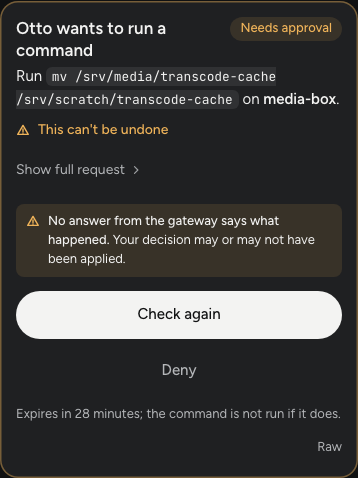 Otto wants to run a
command
Needs approval
Run mv /srv/media/transcode-cache
/srv/scratch/transcode-cache on media-box.
This can't be undone
Show full request
No answer from the gateway says what
happened. Your decision may or may not have
been applied.
Check again
Deny
Expires in 28 minutes; the command is not run if it does.
Raw